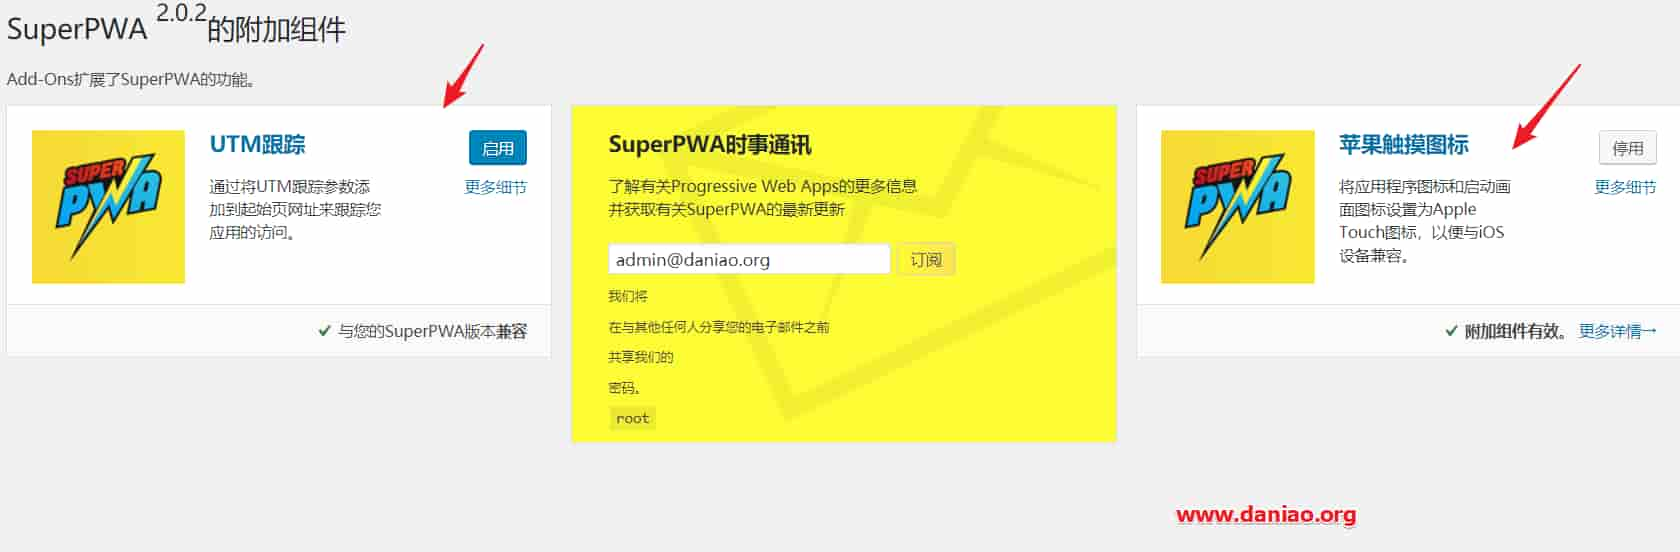 SuperPWA 2.0.2的附加组件
Add-Ons扩展了SuperPWA的功能。
SUPER
PWA
UTM跟踪
启用
更多细节
通过将UTM跟踪参数添
加到起始页网址来跟踪您
应用的访问。
✔ 与您的SuperPWA版本兼容
SuperPWA时事通讯
了解有关Progressive Web Apps的更多信息
并获取有关SuperPWA的最新更新
admin@daniao.org
订阅
我们将
在与其他任何人分享您的电子邮件之前
共享我们的
密码。
root
SUPER
PWA
苹果触摸图标
停用
更多细节
将应用程序图标和启动画
面图标设置为Apple
Touch图标，以便与iOS
设备兼容。
✔ 附加组件有效。 更多详情→
www.daniao.org